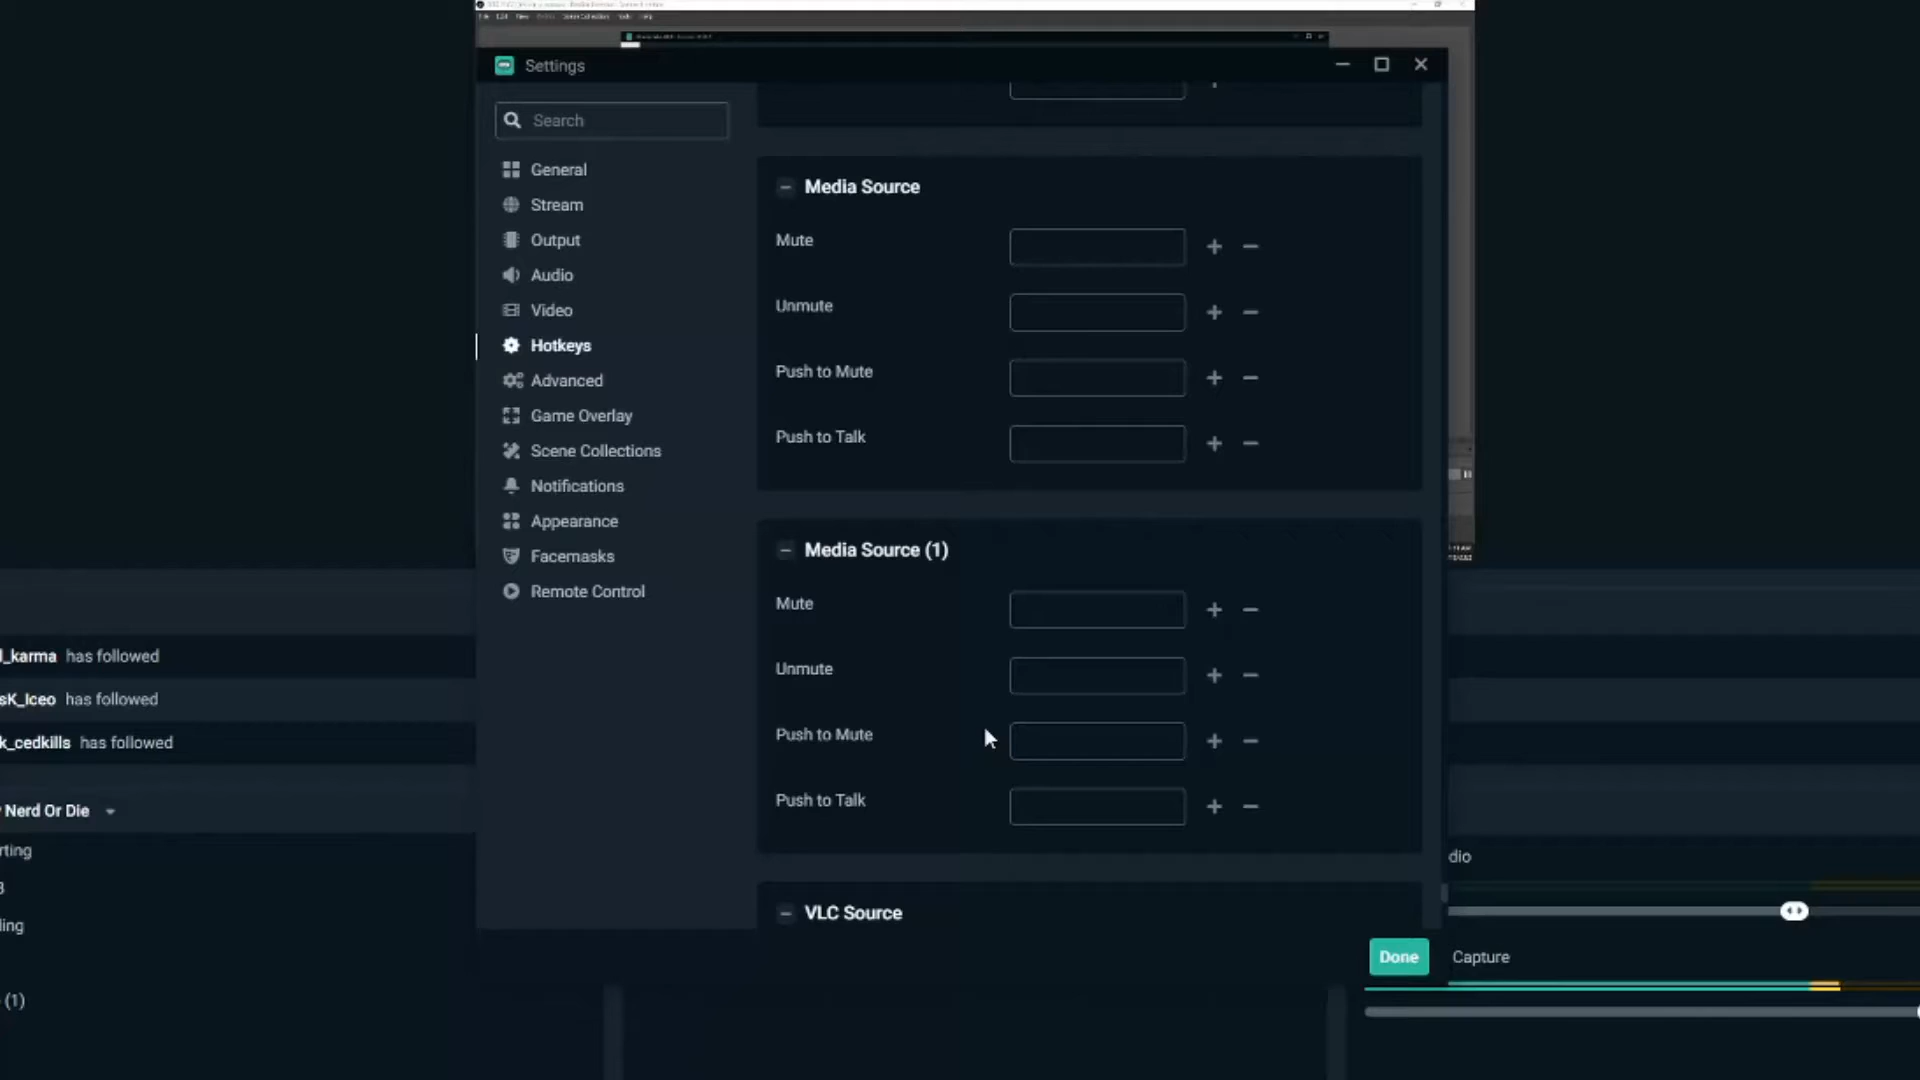 Settings
Search
General
Stream
Output
Audio
Video
Hotkeys
Advanced
Game Overlay
Scene Collections
Notifications
Appearance
Facemasks
Remote Control
Media Source
Mute
Unmute
Push to Mute
Push to Talk
Media Source (1)
Mute
Unmute
Push to Mute
Push to Talk
VLC Source
Done
l_karma has followed
sK_Iceo has followed
k_cedkills has followed
Nerd Or Die
rting
ling
(1)
dio
Capture